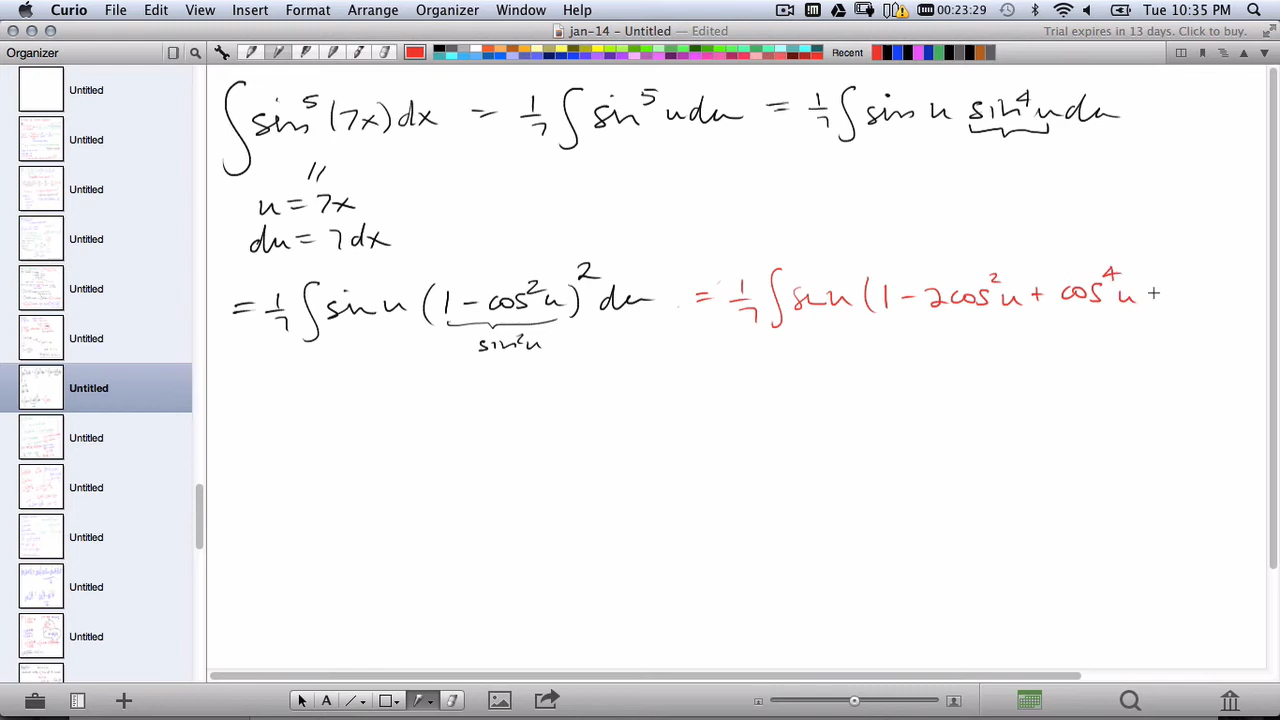 Curio File Edit View Insert Format Arrange Organizer Window Help 00:23:29 Tue 10:35 PM
jan-14 - Untitled — Edited Trial expires in 13 days. Click to buy.
Organizer Recent
Untitled
Untitled
Untitled
Untitled
Untitled
Untitled
Untitled
Untitled
Untitled
Untitled
Untitled
Untitled
∫ sin⁵(7x)dx = 1/7 ∫ sin⁵ u du = 1/7 ∫ sin u sin⁴u du
"
u = 7x
du = 7dx
= 1/7 ∫ sin u (1 - cos²u)² du = 1/7 ∫ sin u (1 - 2cos²u + cos⁴u
sin²u